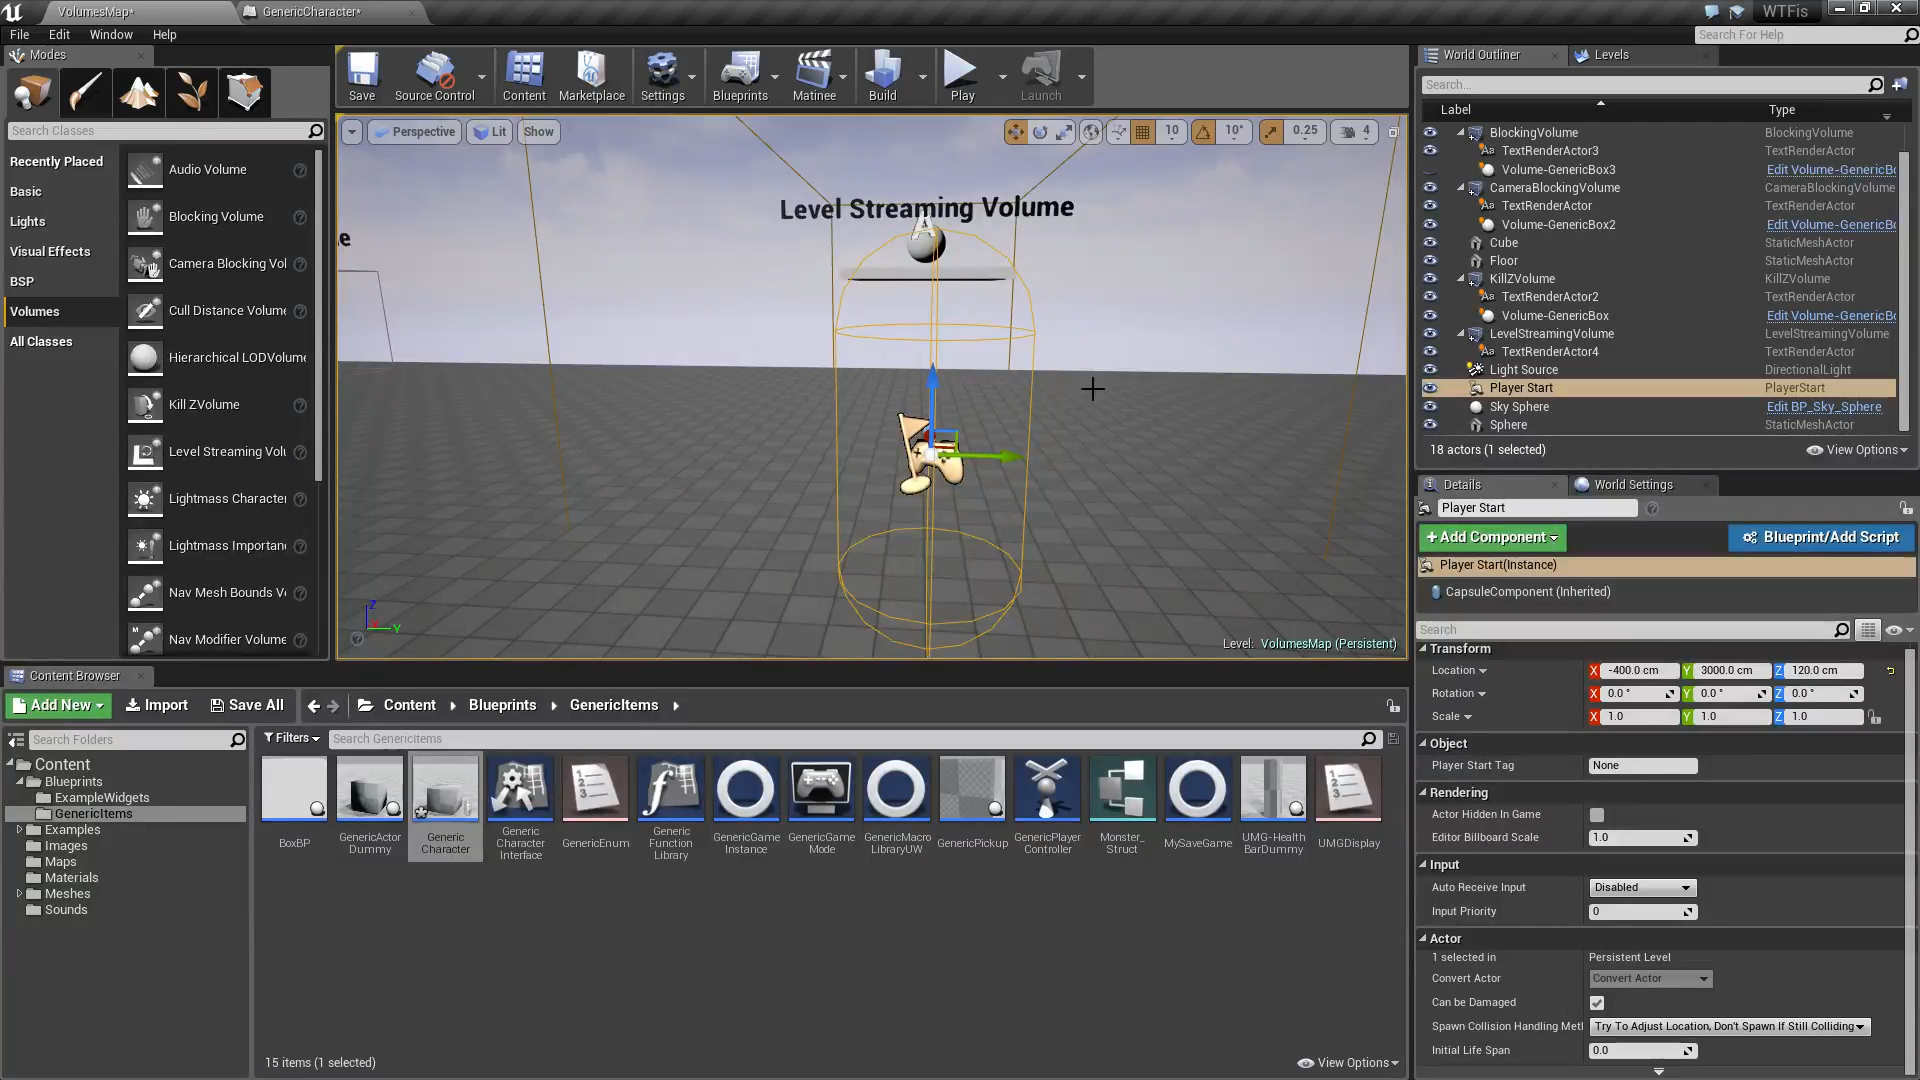 VolumesMap*
GenericCharacter*
WTFis
File Edit Window Help
Search For Help
Modes
Save
Source Control
Content
Marketplace
Settings
Blueprints
Matinee
Build
Play
Launch
Search Classes
Recently Placed
Basic
Lights
Visual Effects
BSP
Volumes
All Classes
Audio Volume
Blocking Volume
Camera Blocking Vol
Cull Distance Volume
Hierarchical LODVolume
Kill ZVolume
Level Streaming Volu
Lightmass Character
Lightmass Importan
Nav Mesh Bounds Vo
Nav Modifier Volume
Perspective
Lit
Show
10
10°
0.25
4
Level Streaming Volume
e
A
Z
Y
Level: VolumesMap (Persistent)
World Outliner
Levels
Search...
Label Type
BlockingVolume BlockingVolume
TextRenderActor3 TextRenderActor
Volume-GenericBox3 Edit Volume-GenericBo
CameraBlockingVolume CameraBlockingVolume
TextRenderActor TextRenderActor
Volume-GenericBox2 Edit Volume-GenericBo
Cube StaticMeshActor
Floor StaticMeshActor
KillZVolume KillZVolume
TextRenderActor2 TextRenderActor
Volume-GenericBox Edit Volume-GenericBo
LevelStreamingVolume LevelStreamingVolume
TextRenderActor4 TextRenderActor
Light Source DirectionalLight
Player Start PlayerStart
Sky Sphere Edit BP_Sky_Sphere
Sphere StaticMeshActor
18 actors (1 selected)
View Options
Details
World Settings
Player Start
+ Add Component
Blueprint/Add Script
Player Start(Instance)
CapsuleComponent (Inherited)
Search
Transform
Location X -400.0 cm Y 3000.0 cm Z 120.0 cm
Rotation X 0.0 ° Y 0.0 ° Z 0.0 °
Scale X 1.0 Y 1.0 Z 1.0
Object
Player Start Tag None
Rendering
Actor Hidden In Game
Editor Billboard Scale 1.0
Input
Auto Receive Input Disabled
Input Priority 0
Actor
1 selected in Persistent Level
Convert Actor Convert Actor
Can be Damaged
Spawn Collision Handling Met Try To Adjust Location, Don't Spawn If Still Colliding
Initial Life Span 0.0
Content Browser
Add New
Import
Save All
Content
Blueprints
GenericItems
Search Folders
Filters
Search GenericItems
Content
Blueprints
ExampleWidgets
GenericItems
Examples
Images
Maps
Materials
Meshes
Sounds
BoxBP
GenericActor
Dummy
Generic
Character
Generic
Character
Interface
GenericEnum
Generic
Function
Library
GenericGame
Instance
GenericGame
Mode
GenericMacro
LibraryUW
GenericPickup
GenericPlayer
Controller
Monster_
Struct
MySaveGame
UMG-Health
BarDummy
UMGDisplay
15 items (1 selected)
View Options